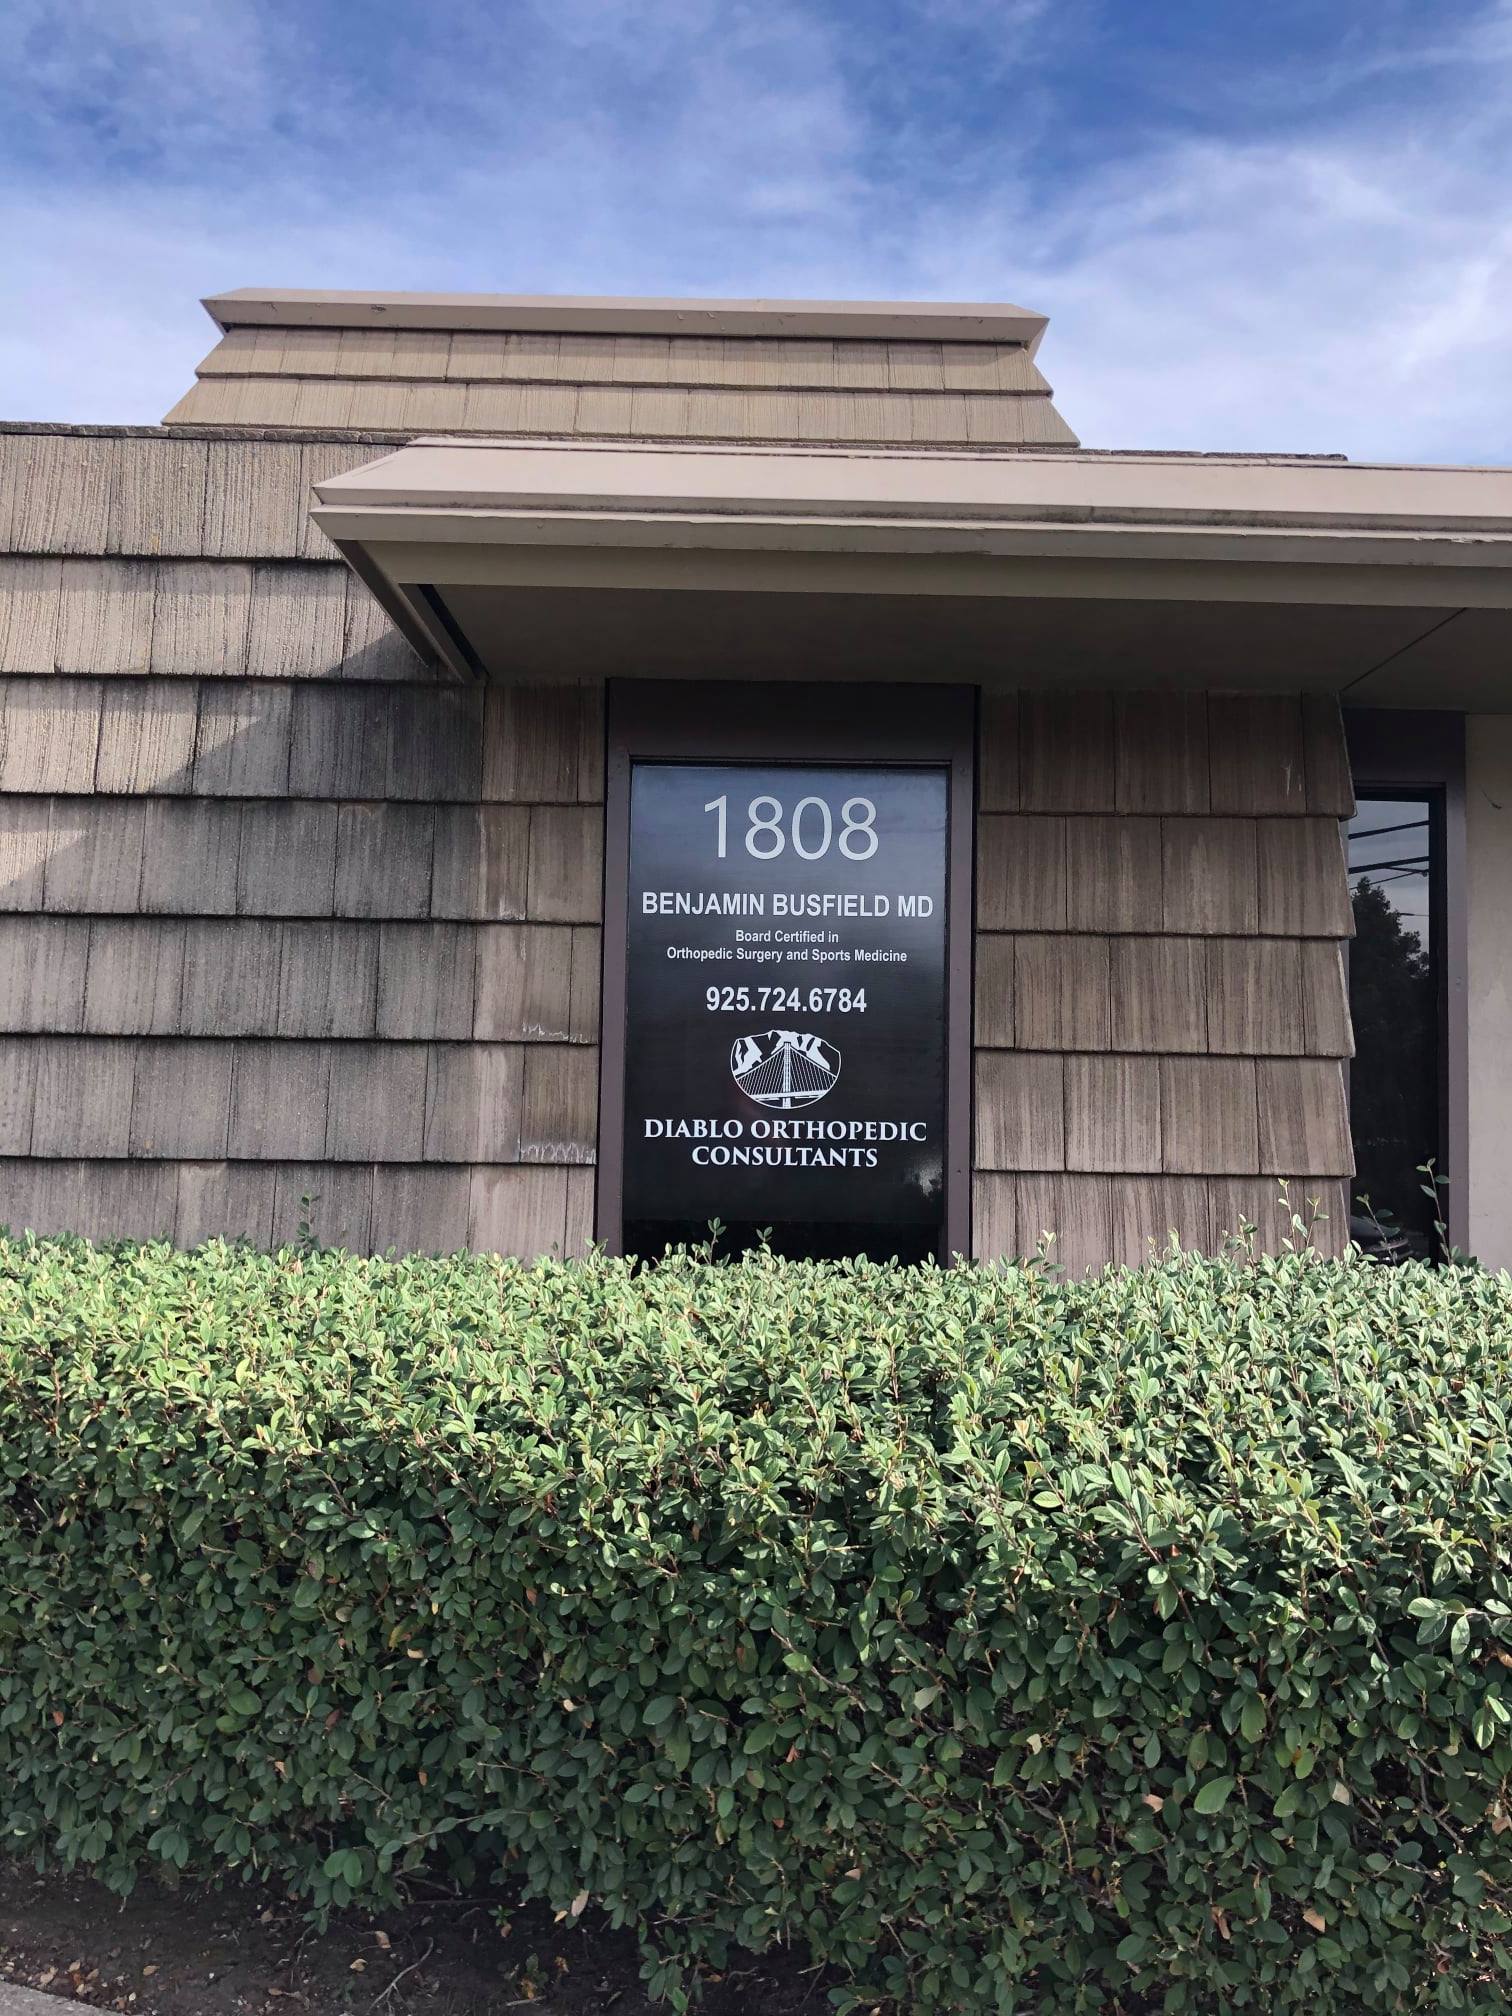 1808
BENJAMIN BUSFIELD MD
Board Certified in
Orthopedic Surgery and Sports Medicine
925.724.6784
DIABLO ORTHOPEDIC
CONSULTANTS